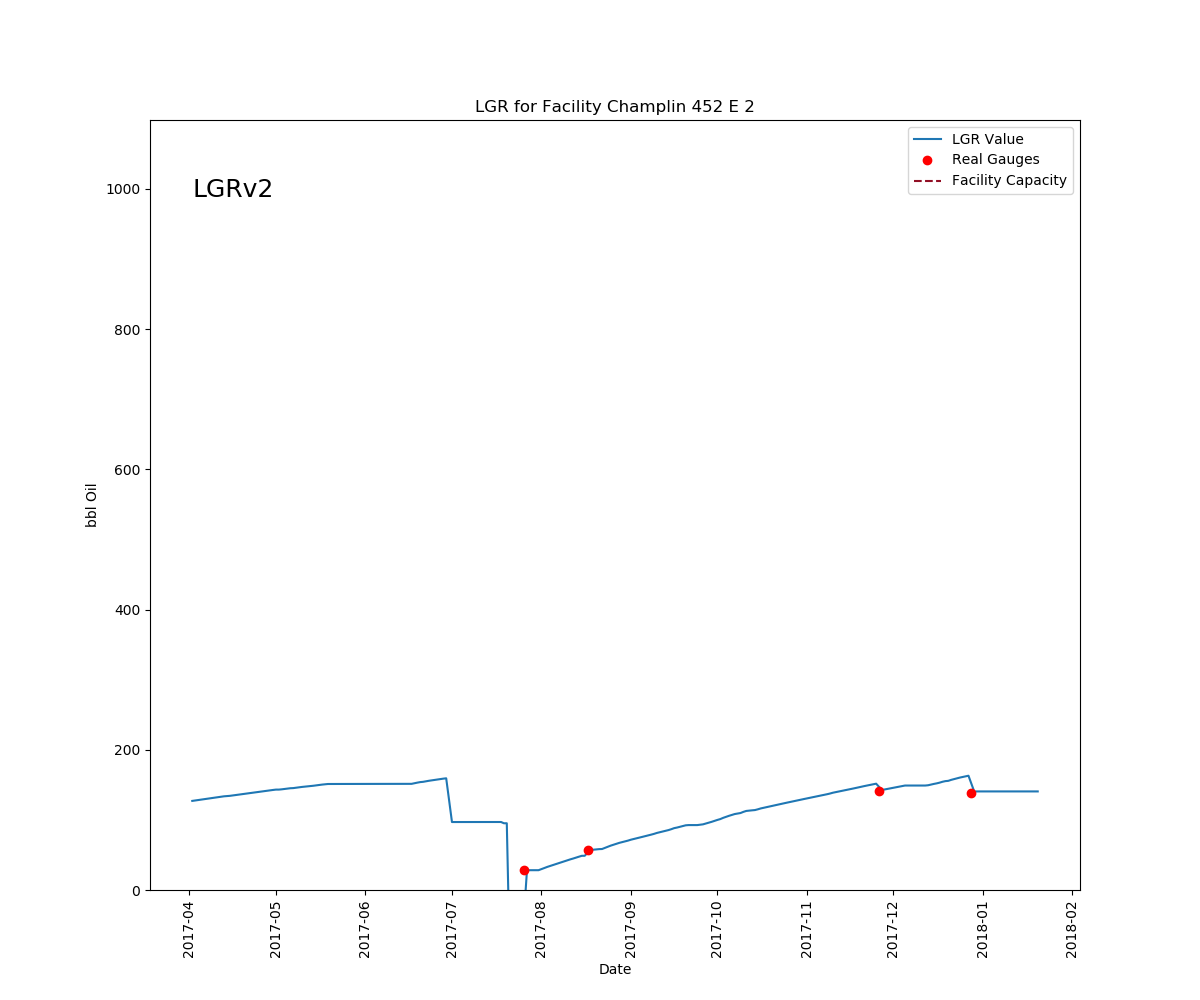 LGR for Facility Champlin 452 E 2
LGR Value
Real Gauges
Facility Capacity
LGRv2
1000
800
600
400
200
0
bbl Oil
2017-04
2017-05
2017-06
2017-07
2017-08
2017-09
2017-10
2017-11
2017-12
2018-01
2018-02
Date